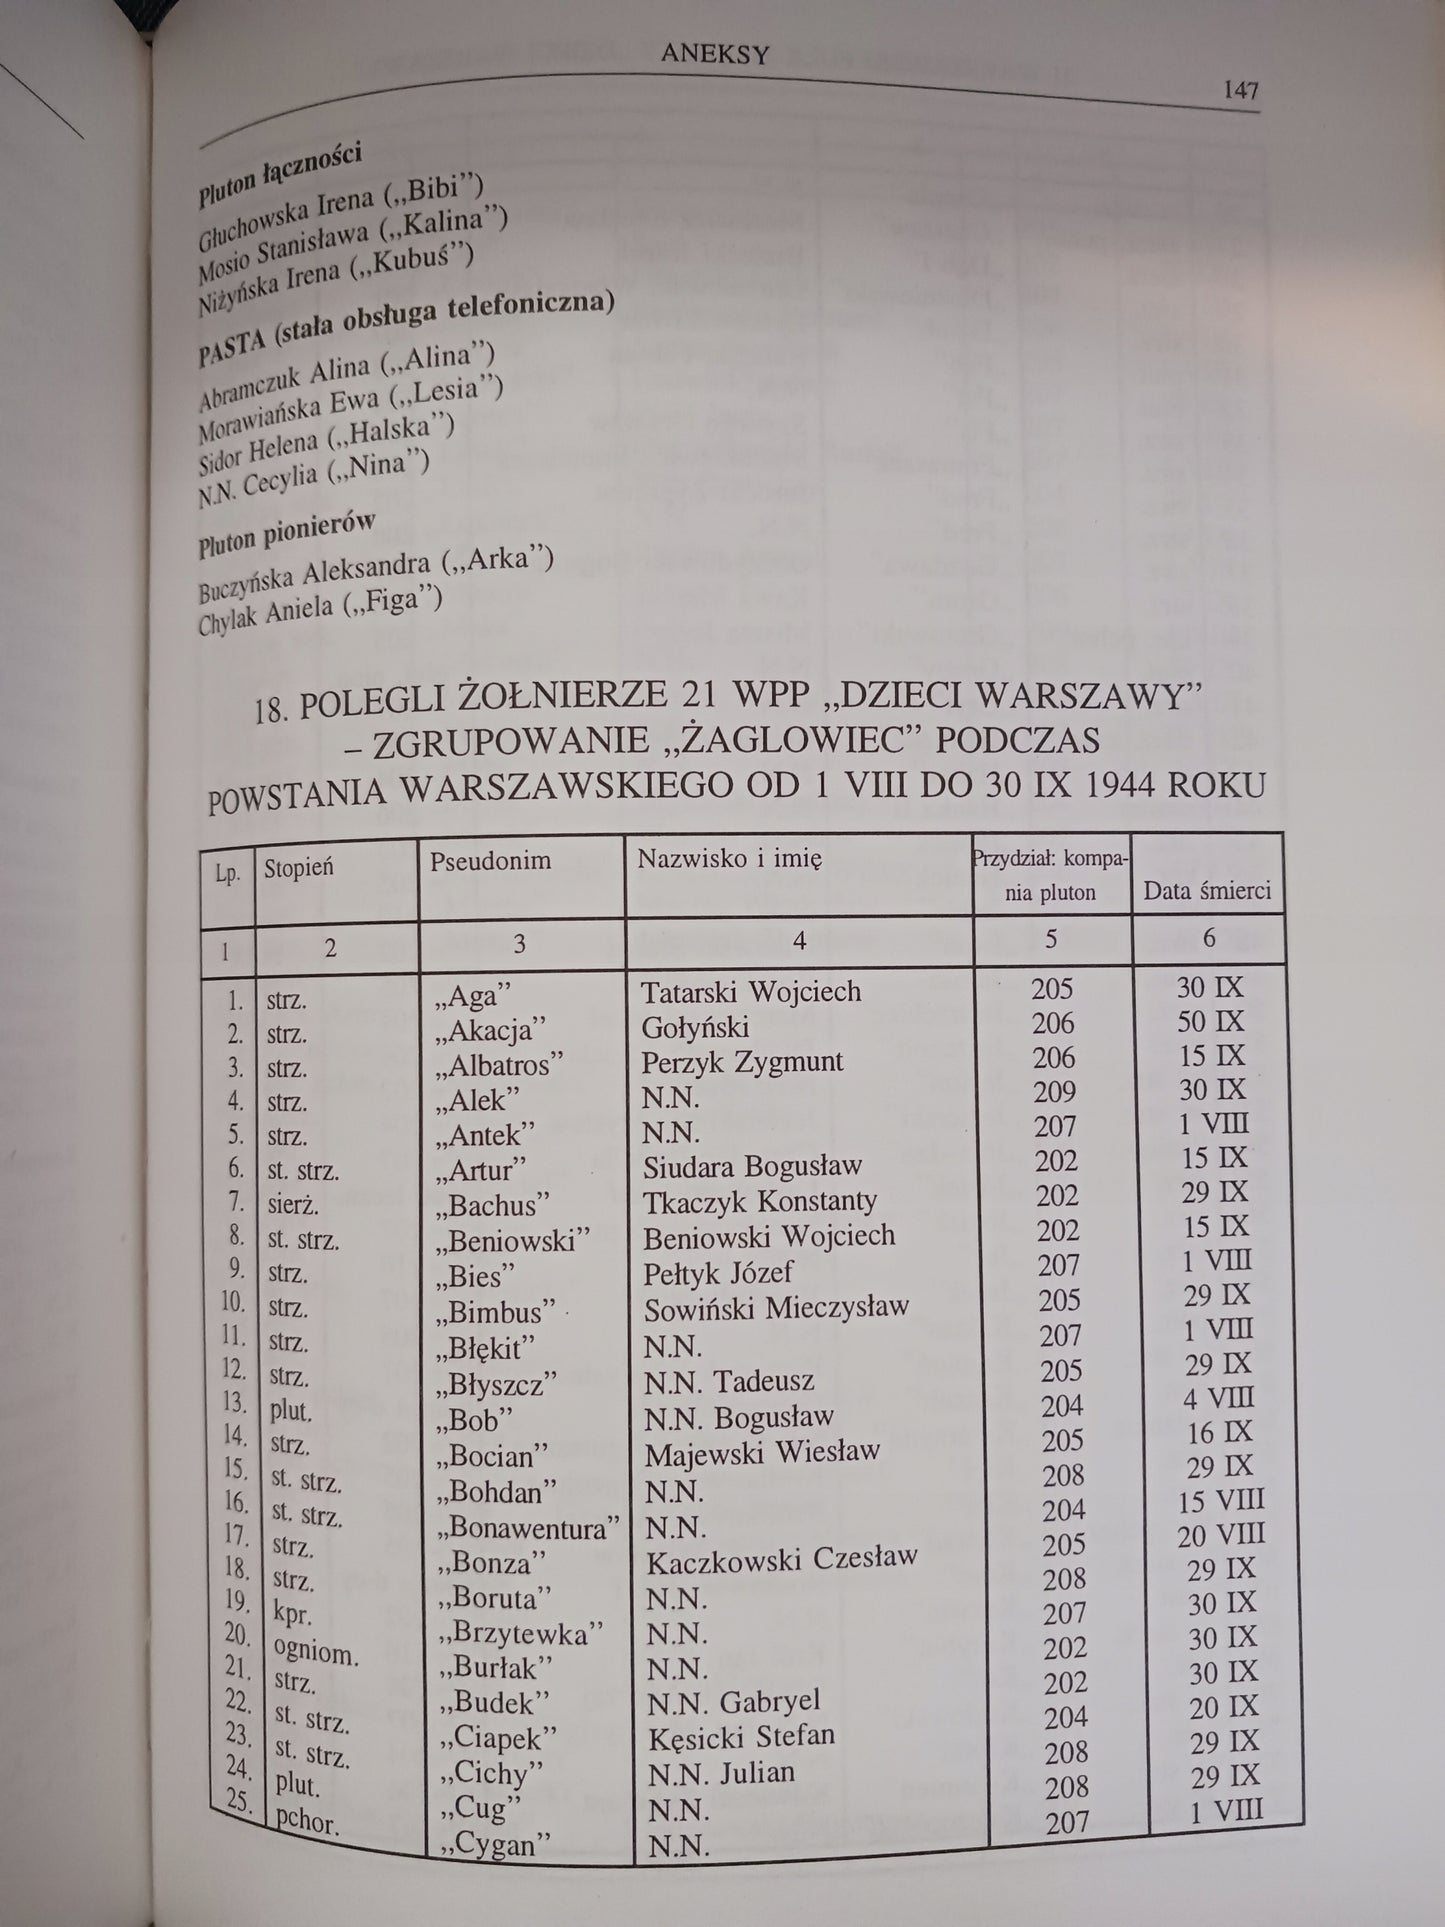 ANEKSY
147
Pluton łączności
Głuchowska Irena („Bibi”)
Mosio Stanisława („Kalina”)
Niżyńska Irena („Kubuś”)
PASTA (stała obsługa telefoniczna)
Abramczuk Alina („Alina”)
Morawiańska Ewa („Lesia”)
Sidor Helena („Halska”)
N.N. Cecylia („Nina”)
Pluton pionierów
Buczyńska Aleksandra („Arka”)
Chylak Aniela („Figa”)
18. POLEGLI ŻOŁNIERZE 21 WPP „DZIECI WARSZAWY”
– ZGRUPOWANIE „ŻAGLOWIEC” PODCZAS
POWSTANIA WARSZAWSKIEGO OD 1 VIII DO 30 IX 1944 ROKU
Lp. Stopień Pseudonim Nazwisko i imię Przydział: kompa-
nia pluton Data śmierci
1 2 3 4 5 6
1. strz. „Aga” Tatarski Wojciech 205 30 IX
2. strz. „Akacja” Gołyński 206 50 IX
3. strz. „Albatros” Perzyk Zygmunt 206 15 IX
4. strz. „Alek” N.N. 209 30 IX
5. strz. „Antek” N.N. 207 1 VIII
6. st. strz. „Artur” Siudara Bogusław 202 15 IX
7. sierż. „Bachus” Tkaczyk Konstanty 202 29 IX
8. st. strz. „Beniowski” Beniowski Wojciech 202 15 IX
9. strz. „Bies” Pełtyk Józef 207 1 VIII
10. strz. „Bimbus” Sowiński Mieczysław 205 29 IX
11. strz. „Błękit” N.N. 207 1 VIII
12. strz. „Błyszcz” N.N. Tadeusz 205 29 IX
13. plut. „Bob” N.N. Bogusław 204 4 VIII
14. strz. „Bocian” Majewski Wiesław 205 16 IX
15. st. strz. „Bohdan” N.N. 208 29 IX
16. st. strz. „Bonawentura” N.N. 204 15 VIII
17. strz. „Bonza” Kaczkowski Czesław 205 20 VIII
18. strz. „Boruta” N.N. 208 29 IX
19. kpr. „Brzytewka” N.N. 207 30 IX
20. ogniom. „Burłak” N.N. 202 30 IX
21. strz. „Budek” N.N. Gabryel 202 30 IX
22. st. strz. „Ciapek” Kęsicki Stefan 204 20 IX
23. st. strz. „Cichy” N.N. Julian 208 29 IX
24. plut. „Cug” N.N. 208 29 IX
25. pchor. „Cygan” N.N. 207 1 VIII